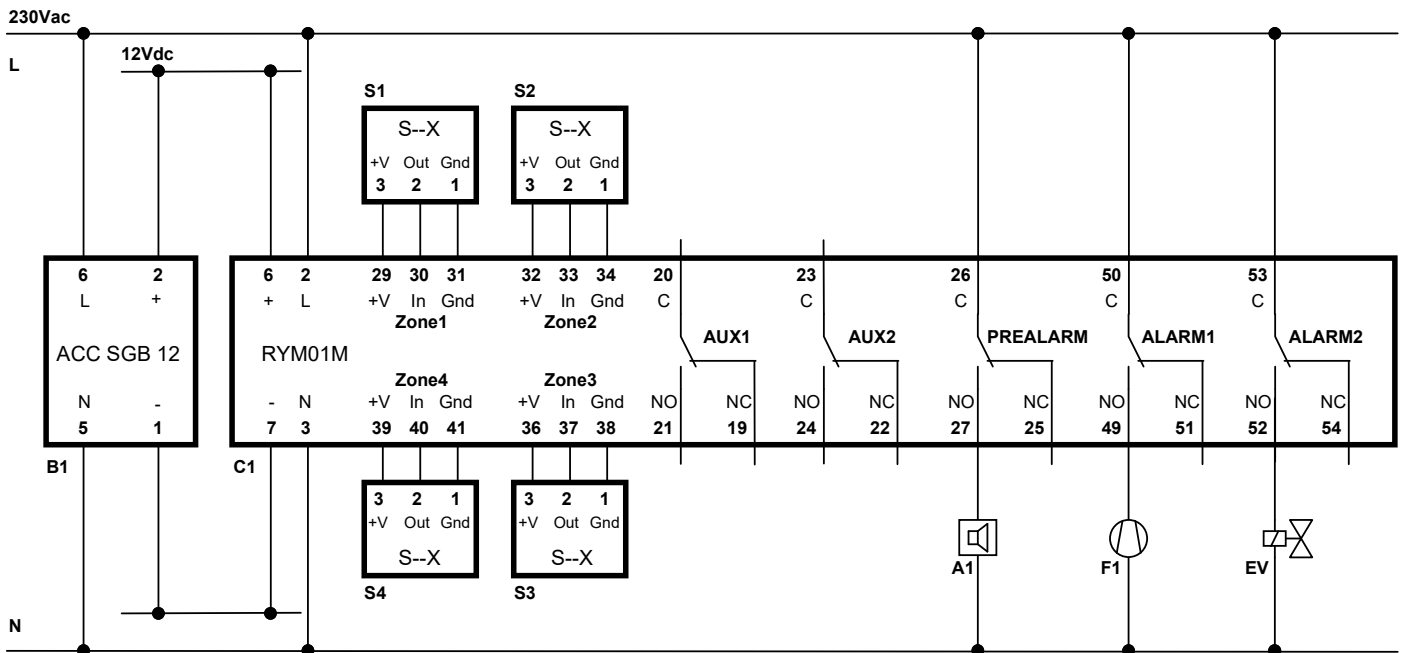 230Vac
L
12Vdc
S1 S2
S--X S--X
+V Out Gnd +V Out Gnd
3 2 1 3 2 1
6 2 6 2 29 30 31 32 33 34 20 23 26 50 53
L + + L +V In Gnd +V In Gnd C C C C C
Zone1 Zone2
AUX1 AUX2 PREALARM ALARM1 ALARM2
ACC SGB 12 RYM01M
Zone4 Zone3
N - - N +V In Gnd +V In Gnd NO NC NO NC NO NC NO NC NO NC
5 1 7 3 39 40 41 36 37 38 21 19 24 22 27 25 49 51 52 54
B1 C1
3 2 1 3 2 1
+V Out Gnd +V Out Gnd
S--X S--X
A1 F1 EV
S4 S3
N